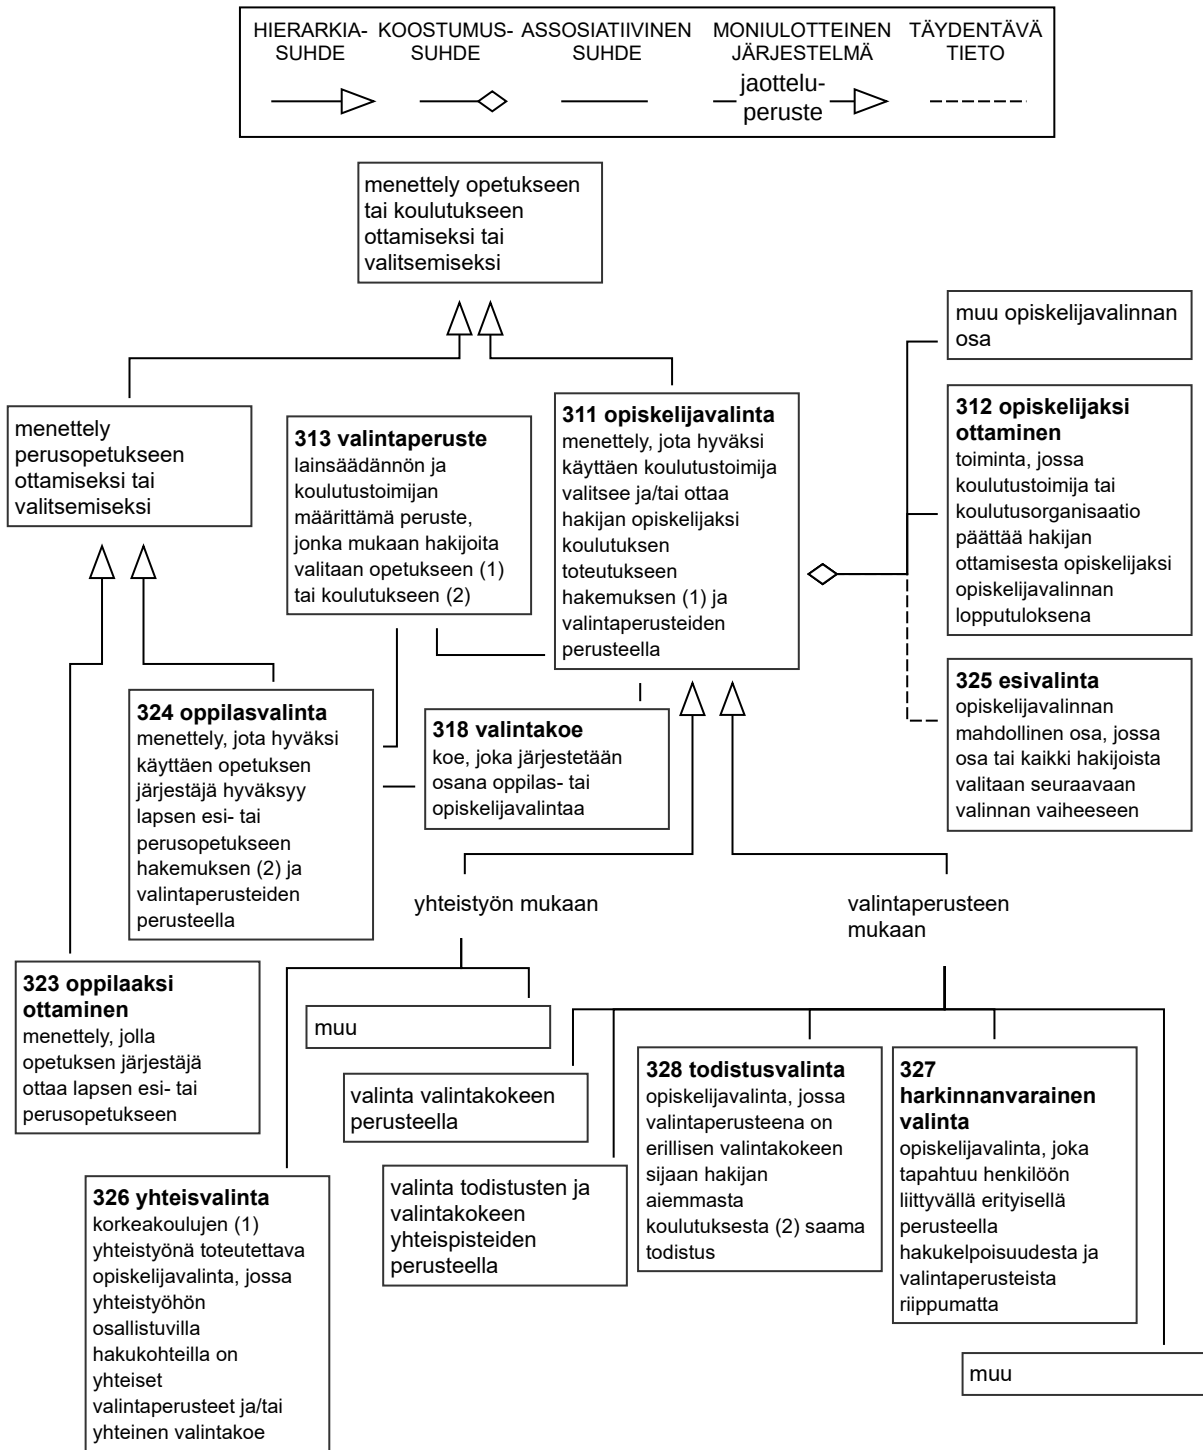 HIERARKIA-
SUHDE
KOOSTUMUS-
SUHDE
ASSOSIATIIVINEN
SUHDE
MONIULOTTEINEN
JÄRJESTELMÄ
jaottelu-
peruste
TÄYDENTÄVÄ
TIETO
menettely opetukseen
tai koulutukseen
ottamiseksi tai
valitsemiseksi
muu opiskelijavalinnan
osa
menettely
perusopetukseen
ottamiseksi tai
valitsemiseksi
313 valintaperuste
lainsäädännön ja
koulutustoimijan
määrittämä peruste,
jonka mukaan hakijoita
valitaan opetukseen (1)
tai koulutukseen (2)
311 opiskelijavalinta
menettely, jota hyväksi
käyttäen koulutustoimija
valitsee ja/tai ottaa
hakijan opiskelijaksi
koulutuksen
toteutukseen
hakemuksen (1) ja
valintaperusteiden
perusteella
312 opiskelijaksi
ottaminen
toiminta, jossa
koulutustoimija tai
koulutusorganisaatio
päättää hakijan
ottamisesta opiskelijaksi
opiskelijavalinnan
lopputuloksena
325 esivalinta
opiskelijavalinnan
mahdollinen osa, jossa
osa tai kaikki hakijoista
valitaan seuraavaan
valinnan vaiheeseen
324 oppilasvalinta
menettely, jota hyväksi
käyttäen opetuksen
järjestäjä hyväksyy
lapsen esi- tai
perusopetukseen
hakemuksen (2) ja
valintaperusteiden
perusteella
318 valintakoe
koe, joka järjestetään
osana oppilas- tai
opiskelijavalintaa
yhteistyön mukaan
valintaperusteen
mukaan
323 oppilaaksi
ottaminen
menettely, jolla
opetuksen järjestäjä
ottaa lapsen esi- tai
perusopetukseen
muu
valinta valintakokeen
perusteella
328 todistusvalinta
opiskelijavalinta, jossa
valintaperusteena on
erillisen valintakokeen
sijaan hakijan
aiemmasta
koulutuksesta (2) saama
todistus
327
harkinnanvarainen
valinta
opiskelijavalinta, joka
tapahtuu henkilöön
liittyvällä erityisellä
perusteella
hakukelpoisuudesta ja
valintaperusteista
riippumatta
valinta todistusten ja
valintakokeen
yhteispisteiden
perusteella
326 yhteisvalinta
korkeakoulujen (1)
yhteistyönä toteutettava
opiskelijavalinta, jossa
yhteistyöhön
osallistuvilla
hakukohteilla on
yhteiset
valintaperusteet ja/tai
yhteinen valintakoe
muu